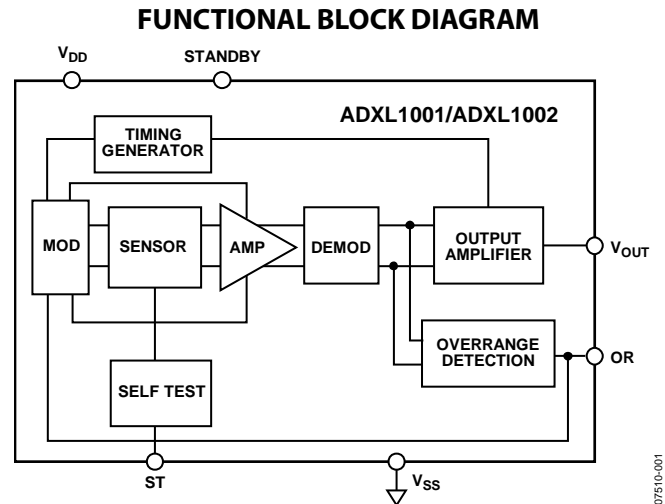 FUNCTIONAL BLOCK DIAGRAM
VDD
STANDBY
ADXL1001/ADXL1002
TIMING
GENERATOR
MOD
SENSOR
AMP
DEMOD
OUTPUT
AMPLIFIER
VOUT
OVERRANGE
DETECTION
OR
SELF TEST
ST
VSS
07510-001